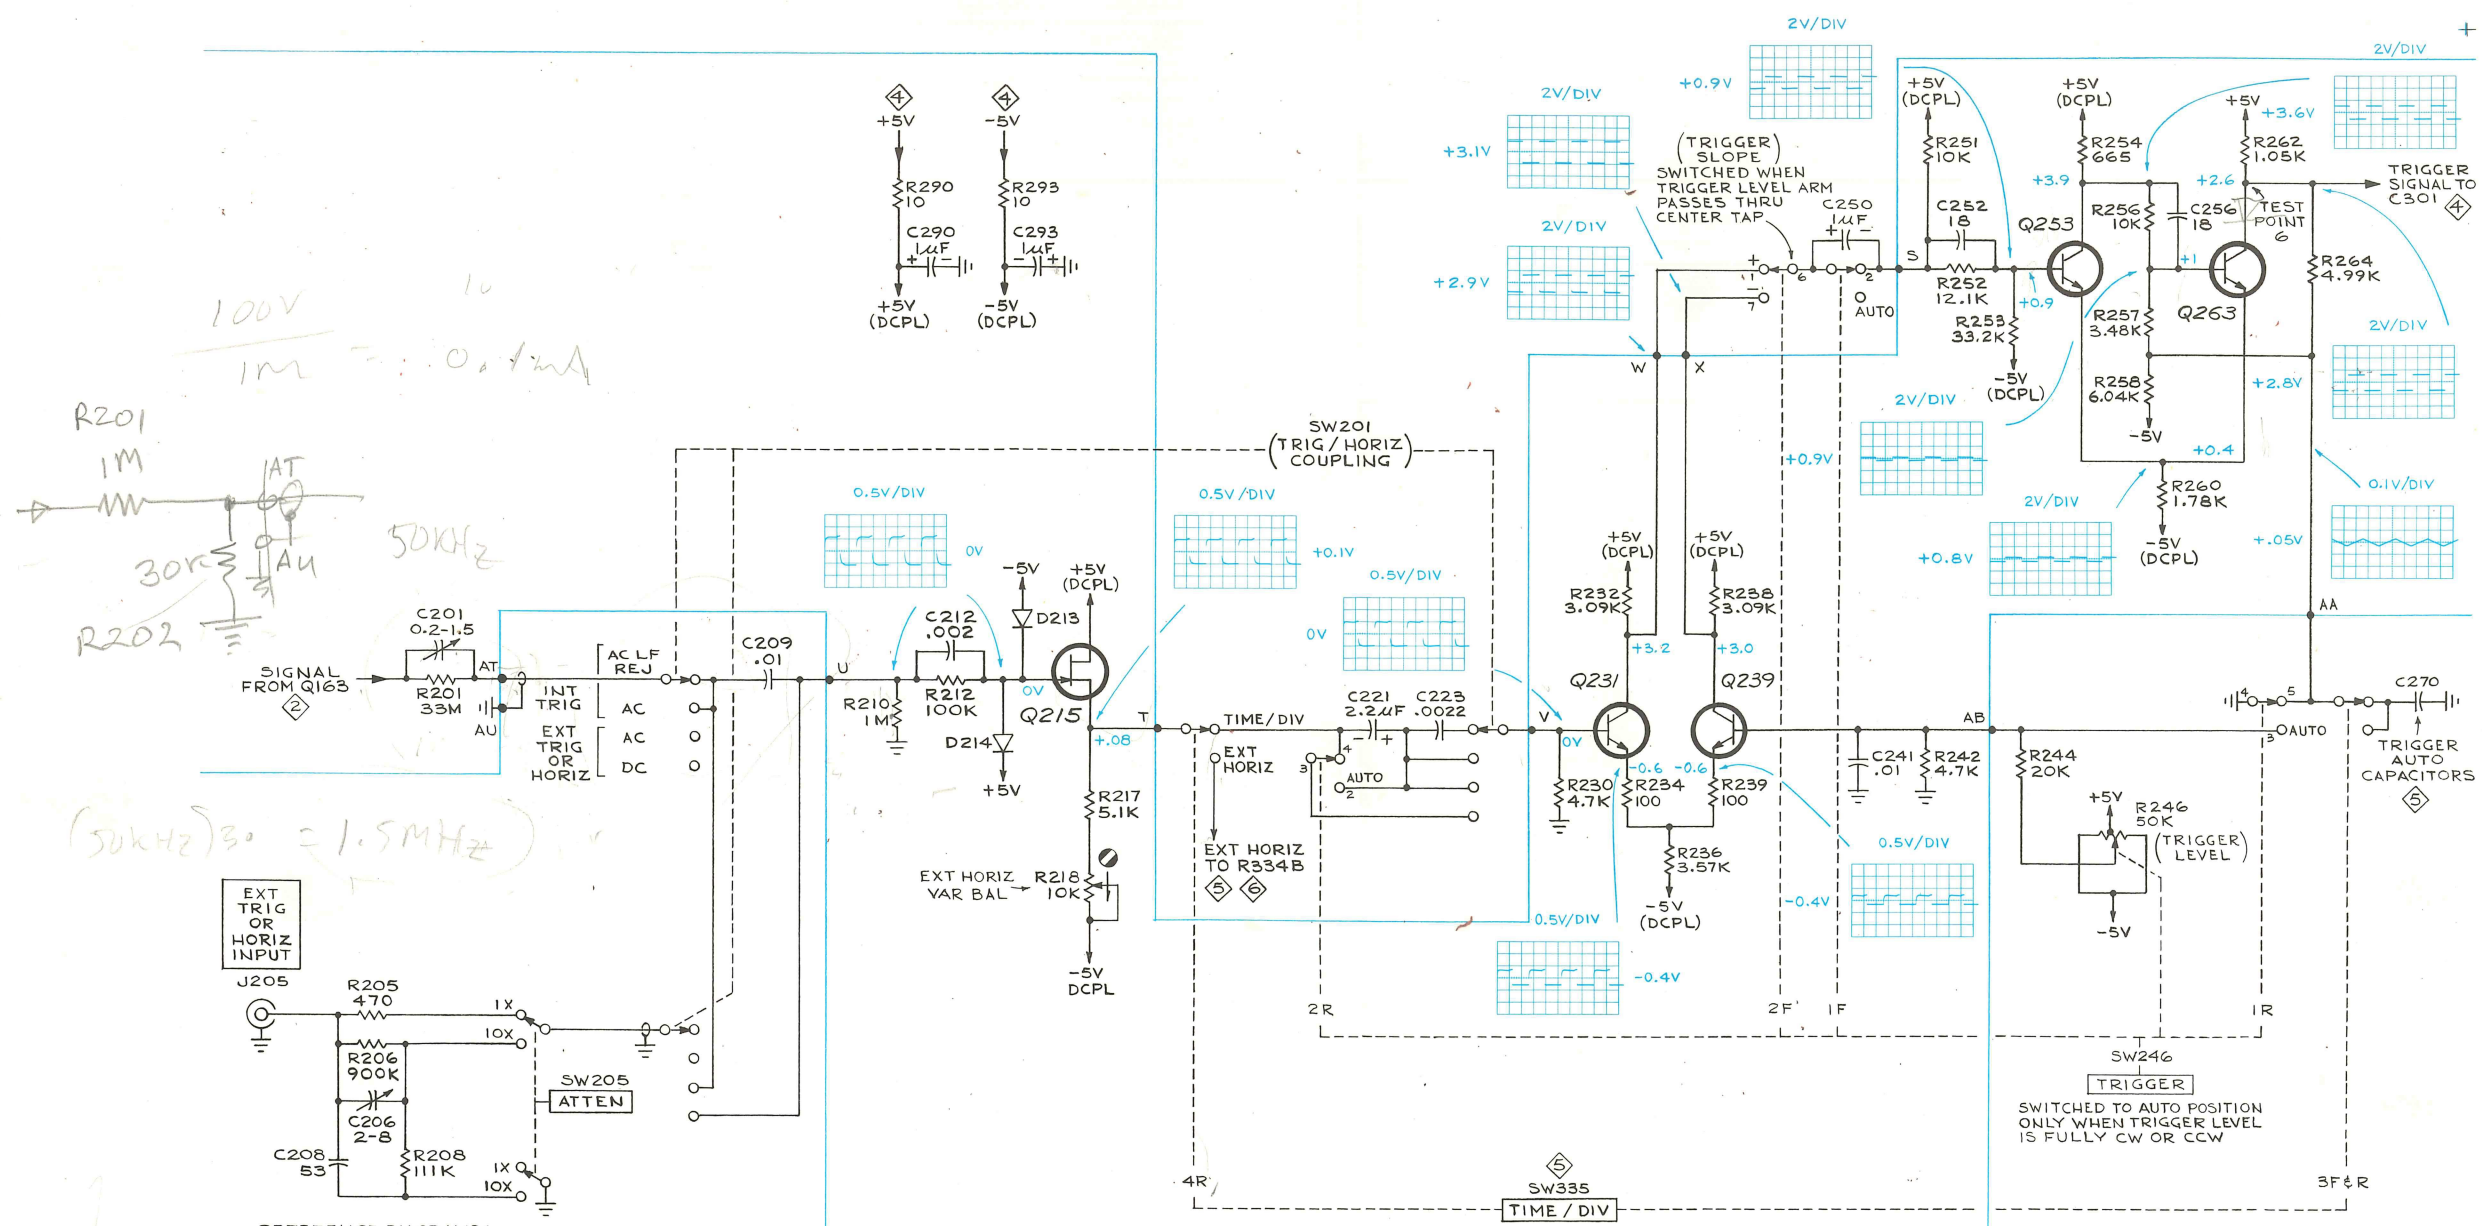 2V/DIV
+
2V/DIV
+0.9V
+5V
(DCPL)
+5V
(DCPL)
+5V
+3.6V
4
+5V
4
-5V
2V/DIV
+3.1V
(TRIGGER)
SLOPE
SWITCHED WHEN
TRIGGER LEVEL ARM
PASSES THRU
CENTER TAP
R251
10K
R254
665
R262
1.05K
TRIGGER
SIGNAL TO
C301 4
R290
10
R293
10
+3.9
+2.6
C250
1µF
+ -
C252
18
Q253
R256
10K
C256
18
TEST
POINT
6
C290
1µF
+ -
C293
1µF
- +
2V/DIV
+2.9V
+
1
6
2
S
-
7
AUTO
R252
12.1K
+0.9
+1
R264
4.99K
+5V
(DCPL)
-5V
(DCPL)
R253
33.2K
R257
3.48K
Q263
2V/DIV
100V
1M
= 0.1mA
10
W
X
-5V
(DCPL)
R258
6.04K
+2.8V
2V/DIV
-5V
R201
1M
AT
SW201
(TRIG/HORIZ)
COUPLING
+0.9V
+0.4
0.5V/DIV
0V
0.5V/DIV
+0.1V
2V/DIV
R260
1.78K
0.1V/DIV
30K
AU
50KHz
R202
+0.8V
-5V
(DCPL)
+.05V
+5V
(DCPL)
+5V
(DCPL)
-5V
+5V
(DCPL)
0.5V/DIV
0V
R232
3.09K
R238
3.09K
AA
C201
0.2-1.5
C212
.002
D213
+3.2
+3.0
SIGNAL
FROM Q163
2
AT
R201
33M
AU
INT
TRIG
AC LF
REJ
AC
EXT
TRIG
OR
HORIZ
AC
DC
C209
.01
U
R210
1M
R212
100K
0V
Q215
D214
+5V
+.08
T
TIME/DIV
EXT
HORIZ
C221
2.2µF
- +
C223
.0022
4
3
AUTO
2
V
0V
Q231
Q239
AB
4
5
3
AUTO
C270
TRIGGER
AUTO
CAPACITORS
5
-0.6
-0.6
R230
4.7K
R234
100
R239
100
C241
.01
R242
4.7K
R244
20K
R217
5.1K
+5V
R246
50K
(TRIGGER)
LEVEL
(50KHz)30 = 1.5MHz)
EXT HORIZ
TO R334B
5 6
R236
3.57K
0.5V/DIV
-0.4V
EXT HORIZ
VAR BAL
R218
10K
-5V
(DCPL)
-5V
EXT
TRIG
OR
HORIZ
INPUT
J205
0.5V/DIV
-0.4V
-5V
DCPL
R205
470
1X
10X
R206
900K
C206
2-8
SW205
ATTEN
2R
2F
1F
1R
SW246
TRIGGER
SWITCHED TO AUTO POSITION
ONLY WHEN TRIGGER LEVEL
IS FULLY CW OR CCW
C208
53
R208
111K
1X
10X
4R
5
SW335
TIME / DIV
3F&R